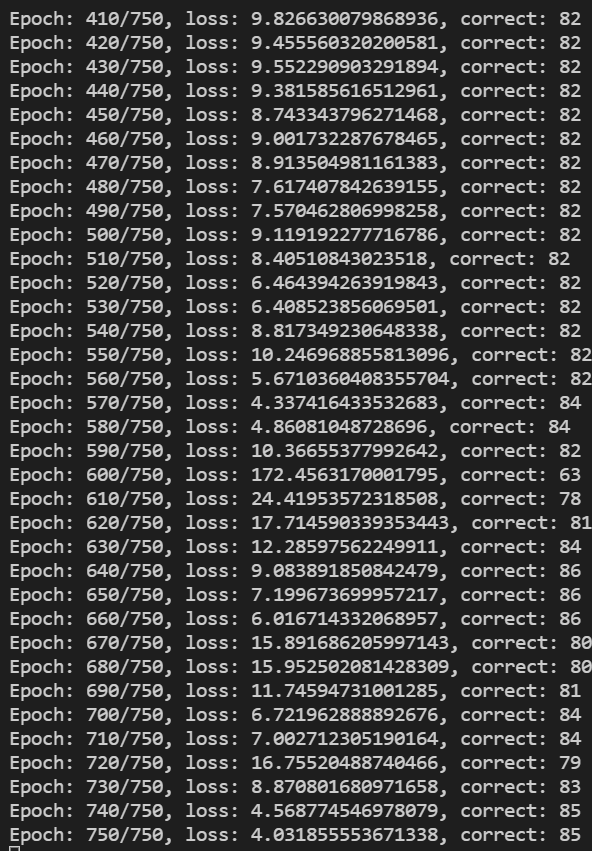 Epoch: 410/750, loss: 9.826630079868936, correct: 82
Epoch: 420/750, loss: 9.455560320200581, correct: 82
Epoch: 430/750, loss: 9.552290903291894, correct: 82
Epoch: 440/750, loss: 9.381585616512961, correct: 82
Epoch: 450/750, loss: 8.743343796271468, correct: 82
Epoch: 460/750, loss: 9.001732287678465, correct: 82
Epoch: 470/750, loss: 8.913504981161383, correct: 82
Epoch: 480/750, loss: 7.617407842639155, correct: 82
Epoch: 490/750, loss: 7.570462806998258, correct: 82
Epoch: 500/750, loss: 9.119192277716786, correct: 82
Epoch: 510/750, loss: 8.40510843023518, correct: 82
Epoch: 520/750, loss: 6.464394263919843, correct: 82
Epoch: 530/750, loss: 6.408523856069501, correct: 82
Epoch: 540/750, loss: 8.817349230648338, correct: 82
Epoch: 550/750, loss: 10.246968855813096, correct: 82
Epoch: 560/750, loss: 5.6710360408355704, correct: 82
Epoch: 570/750, loss: 4.337416433532683, correct: 84
Epoch: 580/750, loss: 4.86081048728696, correct: 84
Epoch: 590/750, loss: 10.36655377992642, correct: 82
Epoch: 600/750, loss: 172.4563170001795, correct: 63
Epoch: 610/750, loss: 24.41953572318508, correct: 78
Epoch: 620/750, loss: 17.714590339353443, correct: 81
Epoch: 630/750, loss: 12.28597562249911, correct: 84
Epoch: 640/750, loss: 9.083891850842479, correct: 86
Epoch: 650/750, loss: 7.199673699957217, correct: 86
Epoch: 660/750, loss: 6.016714332068957, correct: 86
Epoch: 670/750, loss: 15.891686205997143, correct: 80
Epoch: 680/750, loss: 15.952502081428309, correct: 80
Epoch: 690/750, loss: 11.74594731001285, correct: 81
Epoch: 700/750, loss: 6.721962888892676, correct: 84
Epoch: 710/750, loss: 7.002712305190164, correct: 84
Epoch: 720/750, loss: 16.75520488740466, correct: 79
Epoch: 730/750, loss: 8.870801680971658, correct: 83
Epoch: 740/750, loss: 4.568774546978079, correct: 85
Epoch: 750/750, loss: 4.031855553671338, correct: 85